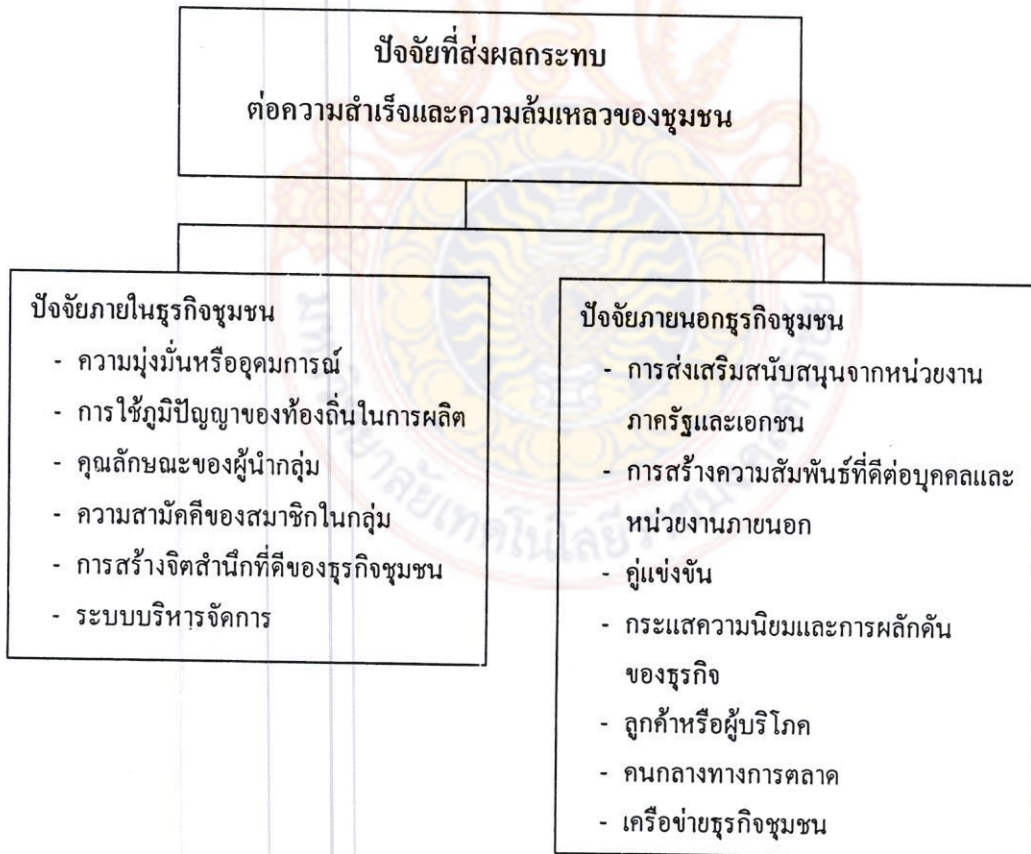 ปัจจัยที่ส่งผลกระทบ
ต่อความสำเร็จและความล้มเหลวของชุมชน
ปัจจัยภายในธุรกิจชุมชน
- ความมุ่งมั่นหรืออุดมการณ์
- การใช้ภูมิปัญญาของท้องถิ่นในการผลิต
- คุณลักษณะของผู้นำกลุ่ม
- ความสามัคคีของสมาชิกในกลุ่ม
- การสร้างจิตสำนึกที่ดีของธุรกิจชุมชน
- ระบบบริหารจัดการ
ปัจจัยภายนอกธุรกิจชุมชน
- การส่งเสริมสนับสนุนจากหน่วยงาน
ภาครัฐและเอกชน
- การสร้างความสัมพันธ์ที่ดีต่อบุคคลและ
หน่วยงานภายนอก
- คู่แข่งขัน
- กระแสความนิยมและการผลักดัน
ของธุรกิจ
- ลูกค้าหรือผู้บริโภค
- คนกลางทางการตลาด
- เครือข่ายธุรกิจชุมชน